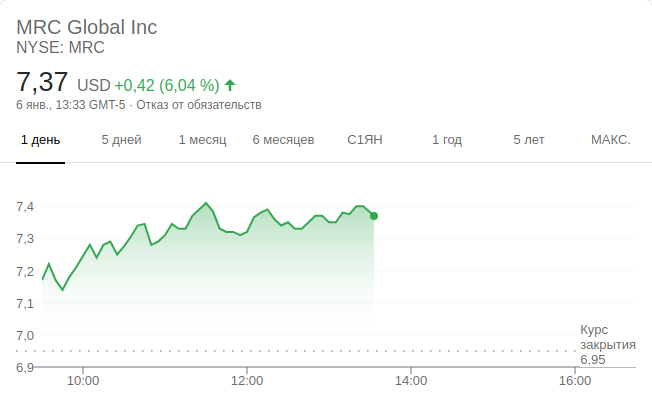 MRC Global Inc
NYSE: MRC
7,37 USD +0,42 (6,04 %)
6 янв., 13:33 GMT-5 · Отказ от обязательств
1 день 5 дней 1 месяц 6 месяцев С1ЯН 1 год 5 лет МАКС.
7,4
7,3
7,2
7,1
7,0
6,9
Курс
закрытия
6,95
10:00 12:00 14:00 16:00